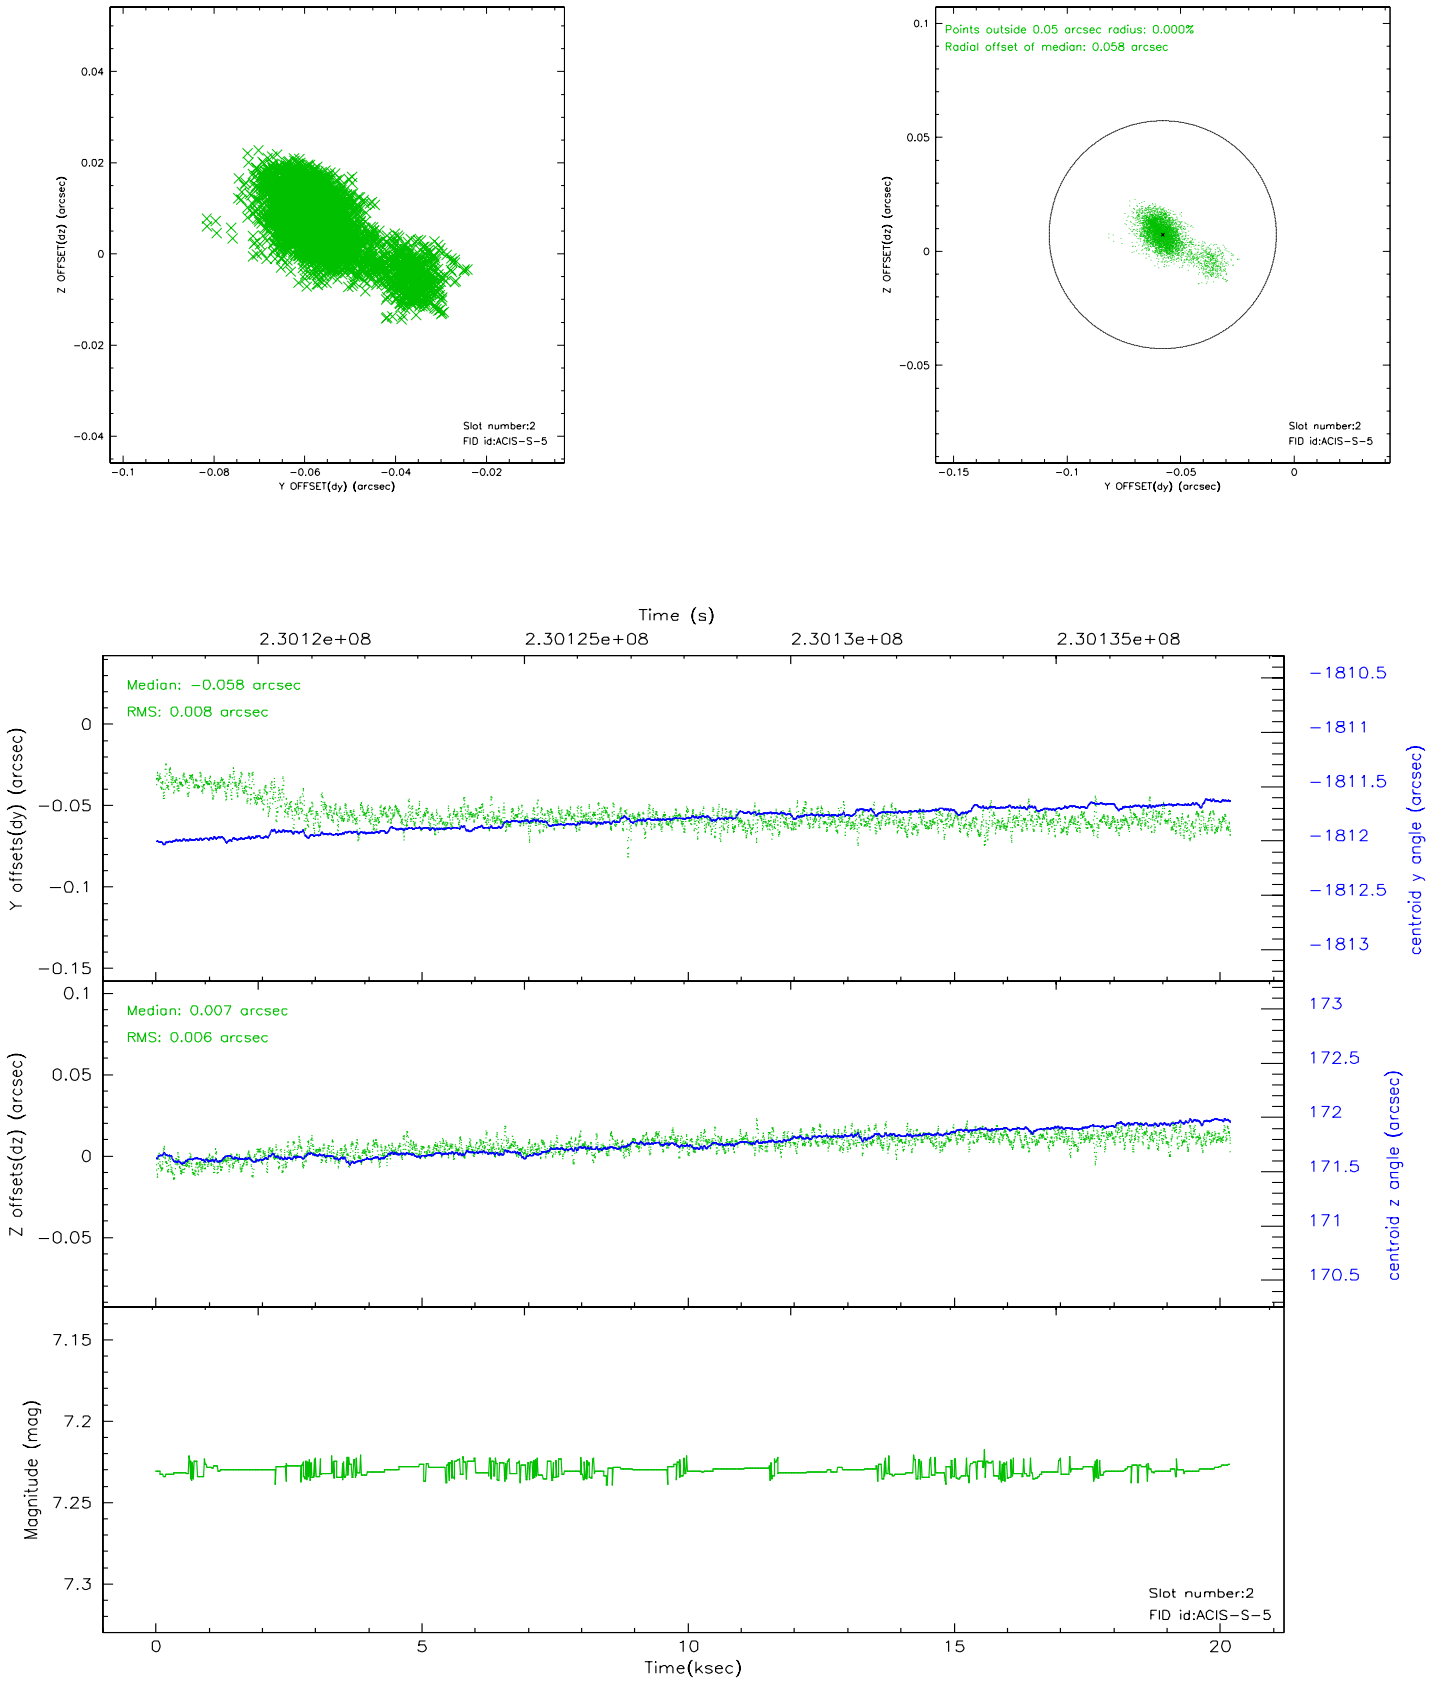 0.04
0.02
0
−0.02
−0.04
Z OFFSET(dz) (arcsec)
−0.1
−0.08
−0.06
−0.04
−0.02
Y OFFSET(dy) (arcsec)
Slot number:2
FID id:ACIS−S−5
Points outside 0.05 arcsec radius: 0.000%
Radial offset of median: 0.058 arcsec
0.1
0.05
0
−0.05
Z OFFSET(dz) (arcsec)
−0.15
−0.1
−0.05
0
Y OFFSET(dy) (arcsec)
Slot number:2
FID id:ACIS−S−5
Time (s)
2.3012e+08
2.30125e+08
2.3013e+08
2.30135e+08
Median: −0.058 arcsec
RMS: 0.008 arcsec
0
−0.05
−0.1
−0.15
Y offsets(dy) (arcsec)
−1810.5
−1811
−1811.5
−1812
−1812.5
−1813
centroid y angle (arcsec)
Median: 0.007 arcsec
RMS: 0.006 arcsec
0.1
0.05
0
−0.05
Z offsets(dz) (arcsec)
173
172.5
172
171.5
171
170.5
centroid z angle (arcsec)
7.15
7.2
7.25
7.3
Magnitude (mag)
Slot number:2
FID id:ACIS−S−5
0
5
10
15
20
Time(ksec)